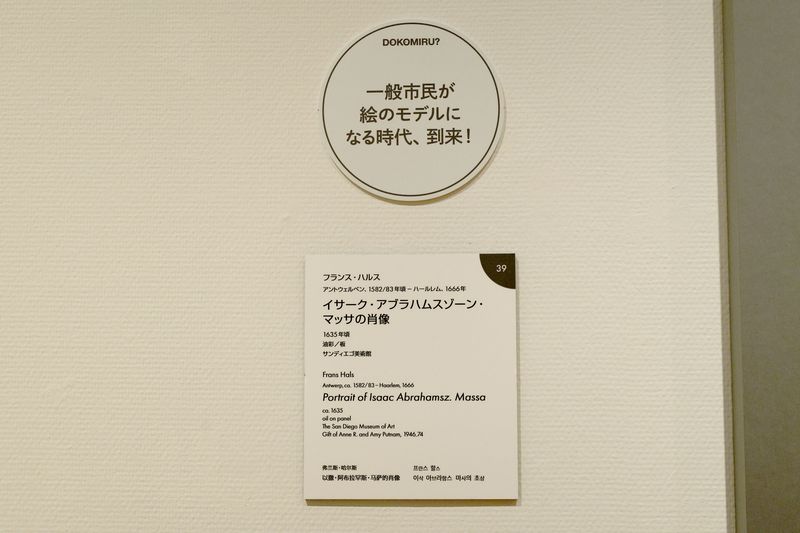 DOKOMIRU?
一般市民が
絵のモデルに
なる時代、到来！
39
フランス・ハルス
アントウェルペン、1582/83年頃 – ハールレム、1666年
イサーク・アブラハムスゾーン・
マッサの肖像
1635年頃
油彩／板
サンディエゴ美術館
Frans Hals
Antwerp, ca. 1582/83 – Haarlem, 1666
Portrait of Isaac Abrahamsz. Massa
ca. 1635
oil on panel
The San Diego Museum of Art
Gift of Anne R. and Amy Putnam, 1946.74
弗兰斯・哈尔斯
以撒・阿布拉罕斯・马萨的肖像
프란스 할스
이삭 아브라함스 마사의 초상